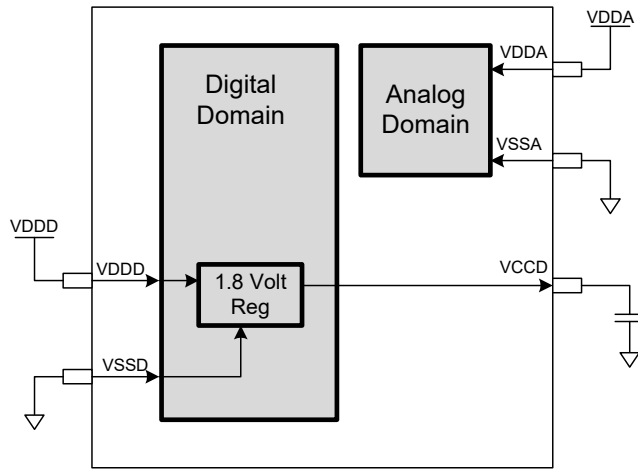 VDDA
Digital
Domain
VDDA
Analog
Domain
VSSA
VDDD
VDDD
1.8 Volt
Reg
VCCD
VSSD